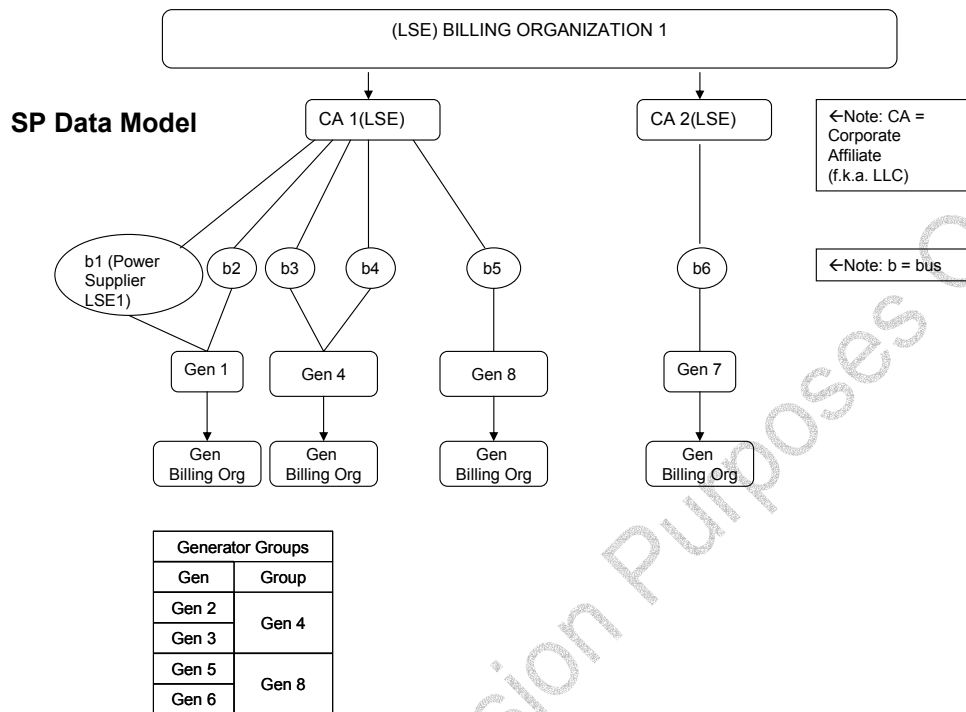 (LSE) BILLING ORGANIZATION 1
SP Data Model
CA 1(LSE)
CA 2(LSE)
←Note: CA =
Corporate
Affiliate
(f.k.a. LLC)
b1 (Power
Supplier
LSE1)
b2
b3
b4
b5
b6
←Note: b = bus
Gen 1
Gen 4
Gen 8
Gen 7
Gen
Billing Org
Gen
Billing Org
Gen
Billing Org
Gen
Billing Org
Generator Groups
Gen Group
Gen 2
Gen 4
Gen 3
Gen 5
Gen 8
Gen 6
sion Purposes O